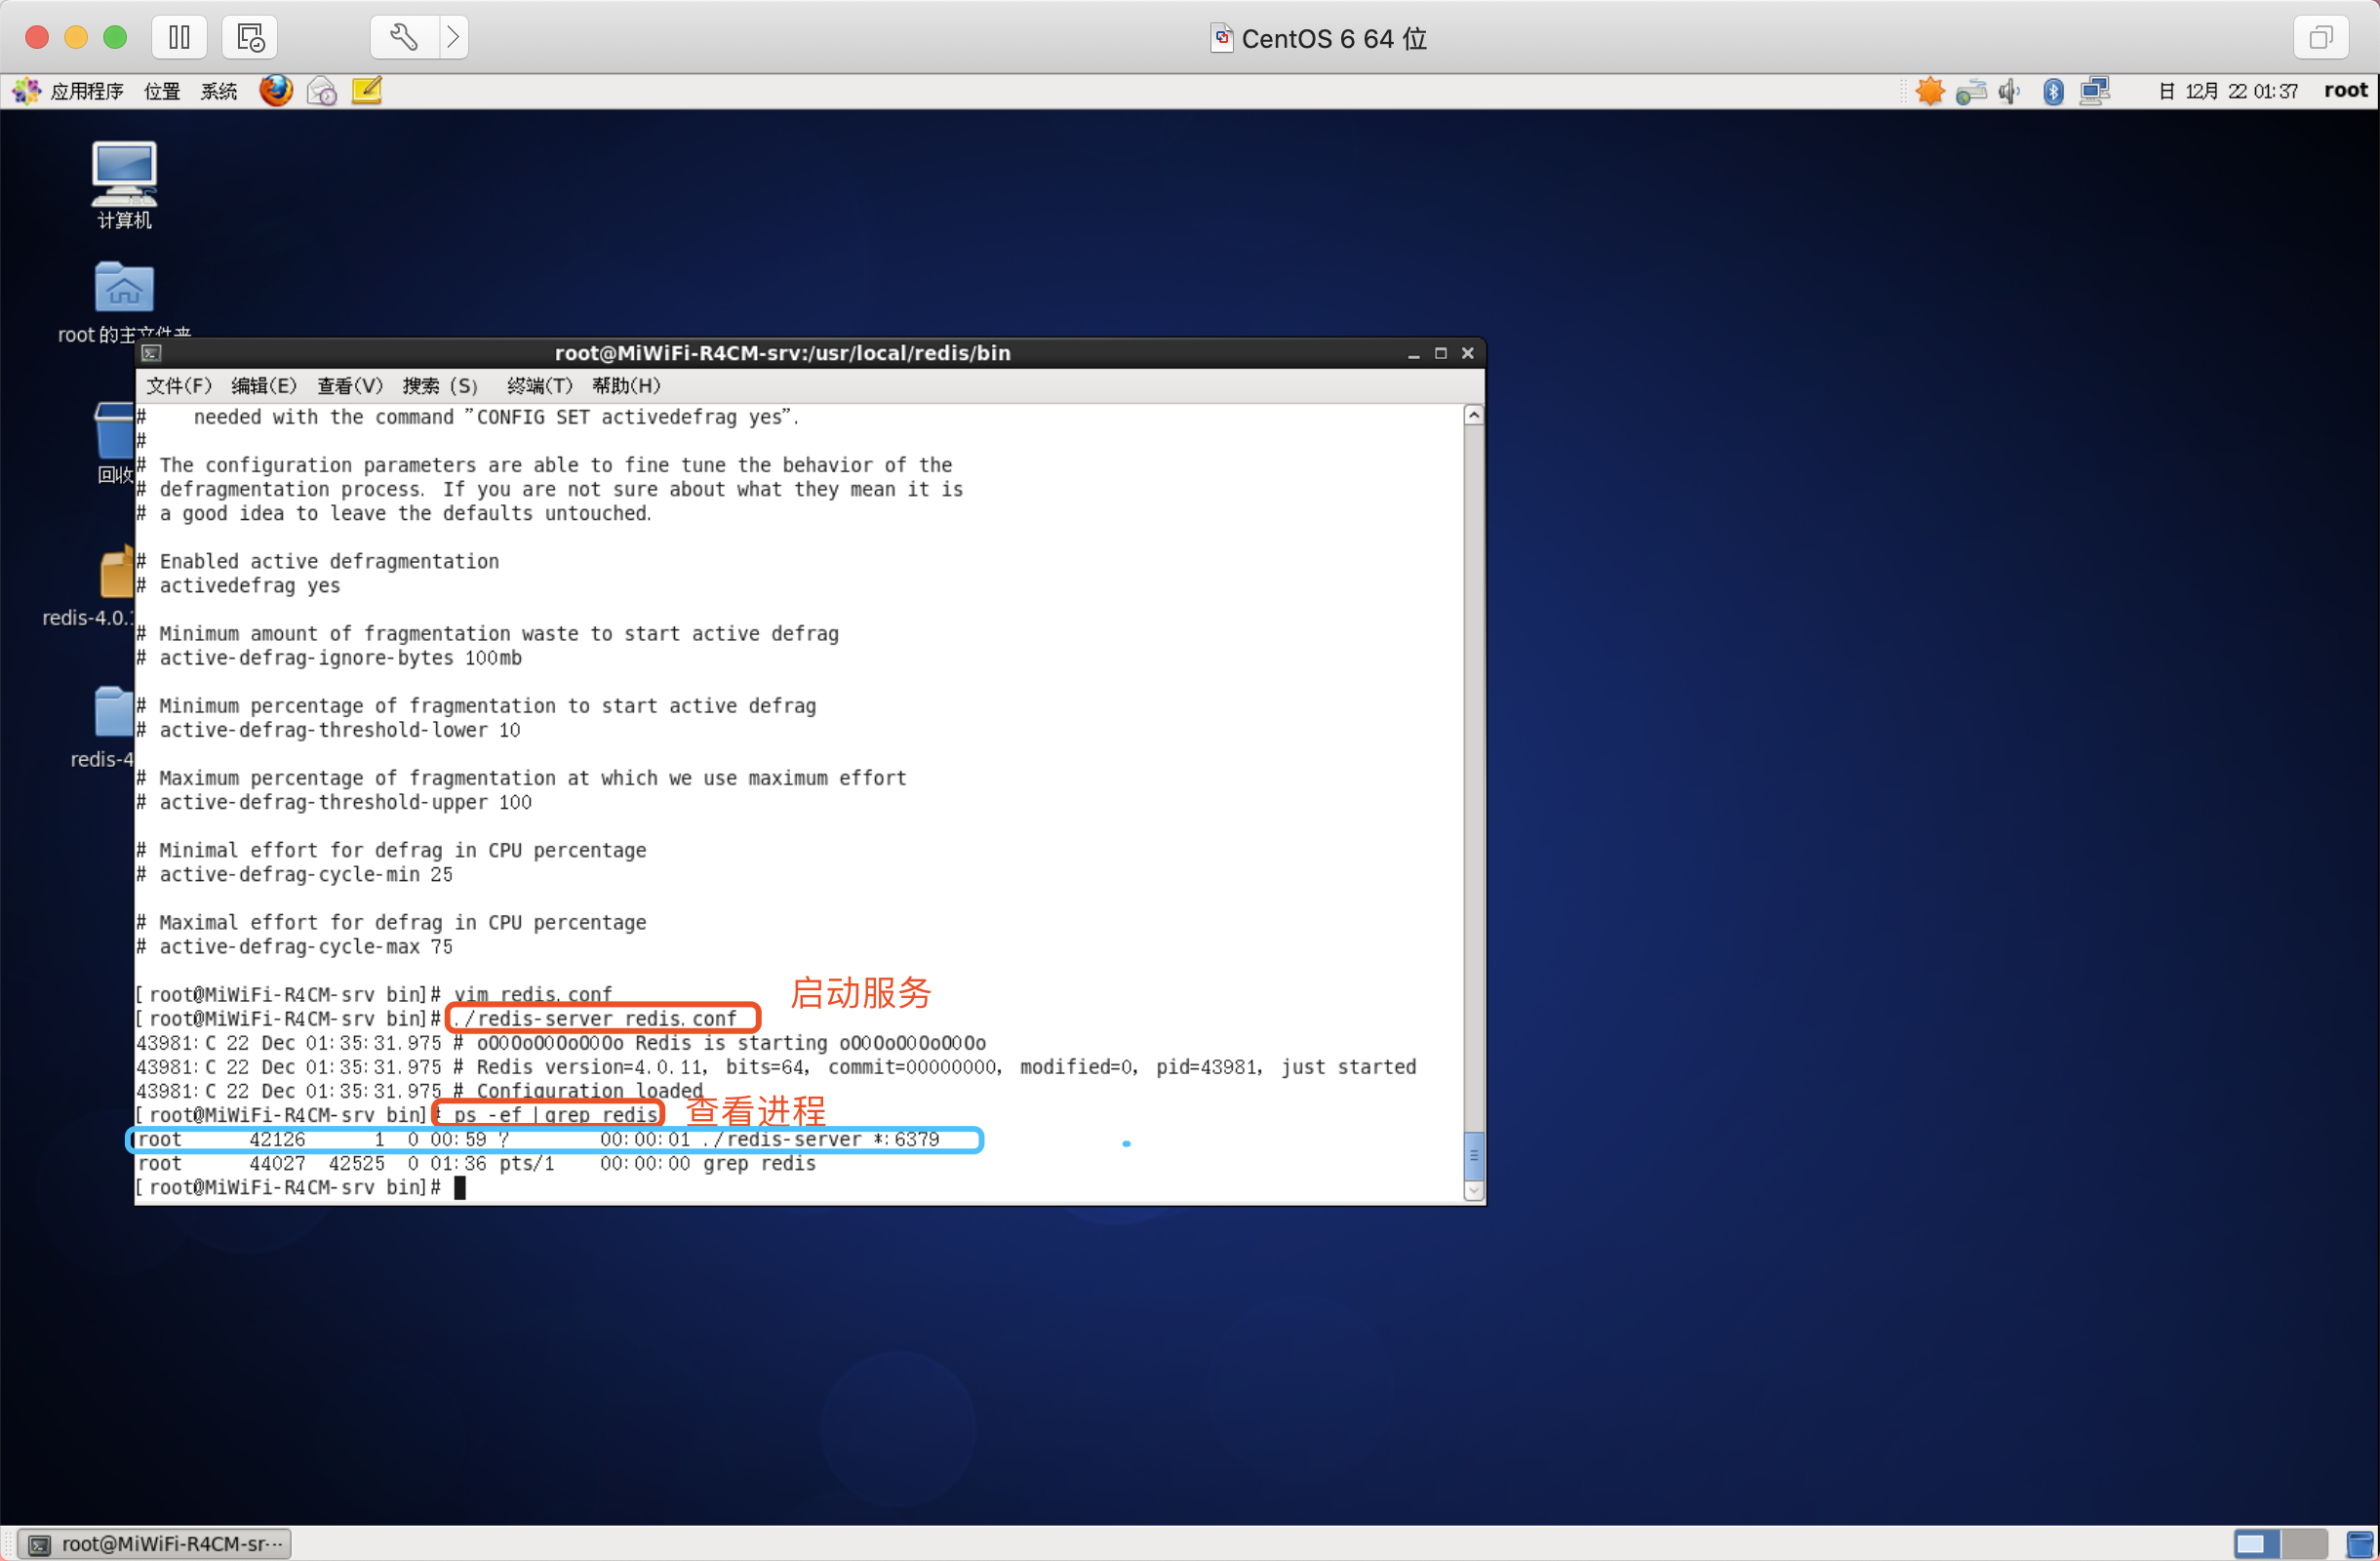 CentOS 6 64 位
应用程序 位置 系统
日 12月 22 01:37 root
计算机
root 的主文件夹
回收
redis-4.0.1
redis-4
root@MiWiFi-R4CM-srv:/usr/local/redis/bin
文件(F) 编辑(E) 查看(V) 搜索 (S) 终端(T) 帮助(H)
#    needed with the command "CONFIG SET activedefrag yes".
#
# The configuration parameters are able to fine tune the behavior of the
# defragmentation process. If you are not sure about what they mean it is
# a good idea to leave the defaults untouched.
# Enabled active defragmentation
# activedefrag yes
# Minimum amount of fragmentation waste to start active defrag
# active-defrag-ignore-bytes 100mb
# Minimum percentage of fragmentation to start active defrag
# active-defrag-threshold-lower 10
# Maximum percentage of fragmentation at which we use maximum effort
# active-defrag-threshold-upper 100
# Minimal effort for defrag in CPU percentage
# active-defrag-cycle-min 25
# Maximal effort for defrag in CPU percentage
# active-defrag-cycle-max 75
[root@MiWiFi-R4CM-srv bin]# vim redis.conf
启动服务
[root@MiWiFi-R4CM-srv bin]# ./redis-server redis.conf
43981:C 22 Dec 01:35:31.975 # oO0OoO0OoO0Oo Redis is starting oO0OoO0OoO0Oo
43981:C 22 Dec 01:35:31.975 # Redis version=4.0.11, bits=64, commit=00000000, modified=0, pid=43981, just started
43981:C 22 Dec 01:35:31.975 # Configuration loaded
[root@MiWiFi-R4CM-srv bin]# ps -ef |grep redis 查看进程
root      42126      1  0 00:59 ?        00:00:01 ./redis-server *:6379
root      44027  42525  0 01:36 pts/1    00:00:00 grep redis
[root@MiWiFi-R4CM-srv bin]#
root@MiWiFi-R4CM-sr···